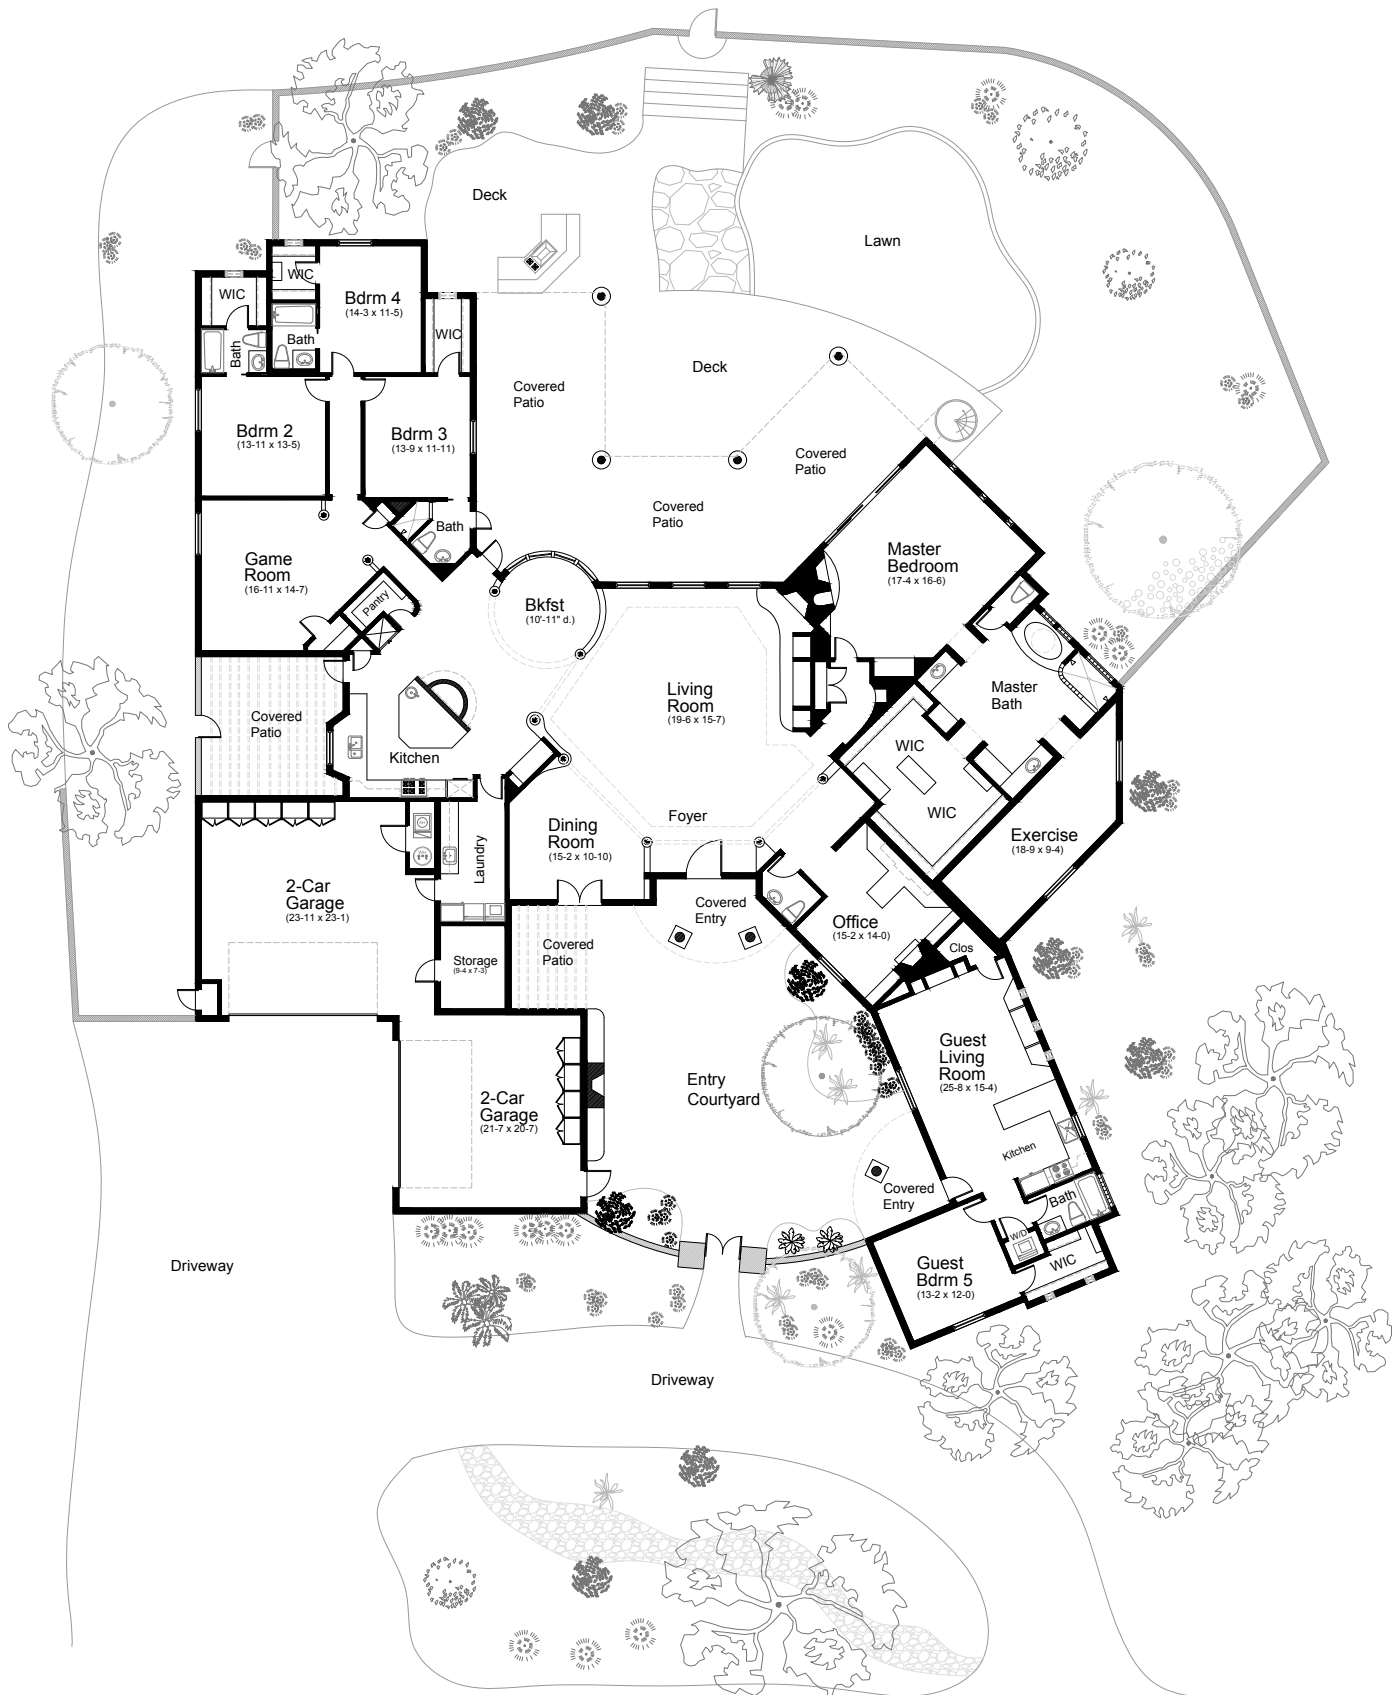 Deck
Lawn
WIC
WIC
Bdrm 4
(14-3 x 11-5)
WIC
Bath
Bath
Deck
Covered
Patio
Bdrm 2
(13-11 x 13-5)
Bdrm 3
(13-9 x 11-11)
Covered
Patio
Covered
Patio
Bath
Game
Room
(16-11 x 14-7)
Master
Bedroom
(17-4 x 16-6)
Pantry
Bkfst
(10'-11" d.)
Living
Room
(19-6 x 15-7)
Master
Bath
Covered
Patio
Kitchen
WIC
WIC
Foyer
Dining
Room
(15-2 x 10-10)
Exercise
(18-9 x 9-4)
Laundry
2-Car
Garage
(23-11 x 23-1)
Covered
Entry
Office
(15-2 x 14-0)
Covered
Patio
Clos
Storage
(9-4 x 7-3)
Guest
Living
Room
(25-8 x 15-4)
Entry
Courtyard
2-Car
Garage
(21-7 x 20-7)
Kitchen
Covered
Entry
Bath
W/D
WIC
Guest
Bdrm 5
(13-2 x 12-0)
Driveway
Driveway